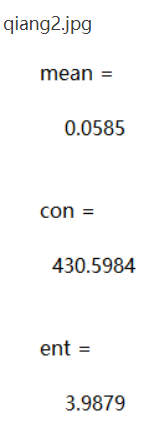 qiang2.jpg
mean =
0.0585
con =
430.5984
ent =
3.9879